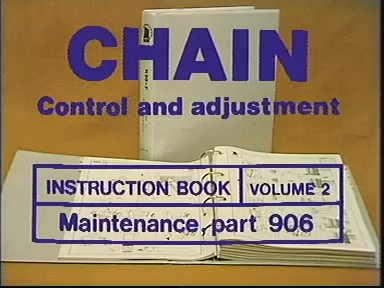 CHAIN
Control and adjustment
INSTRUCTION BOOK VOLUME 2
Maintenance, part 906